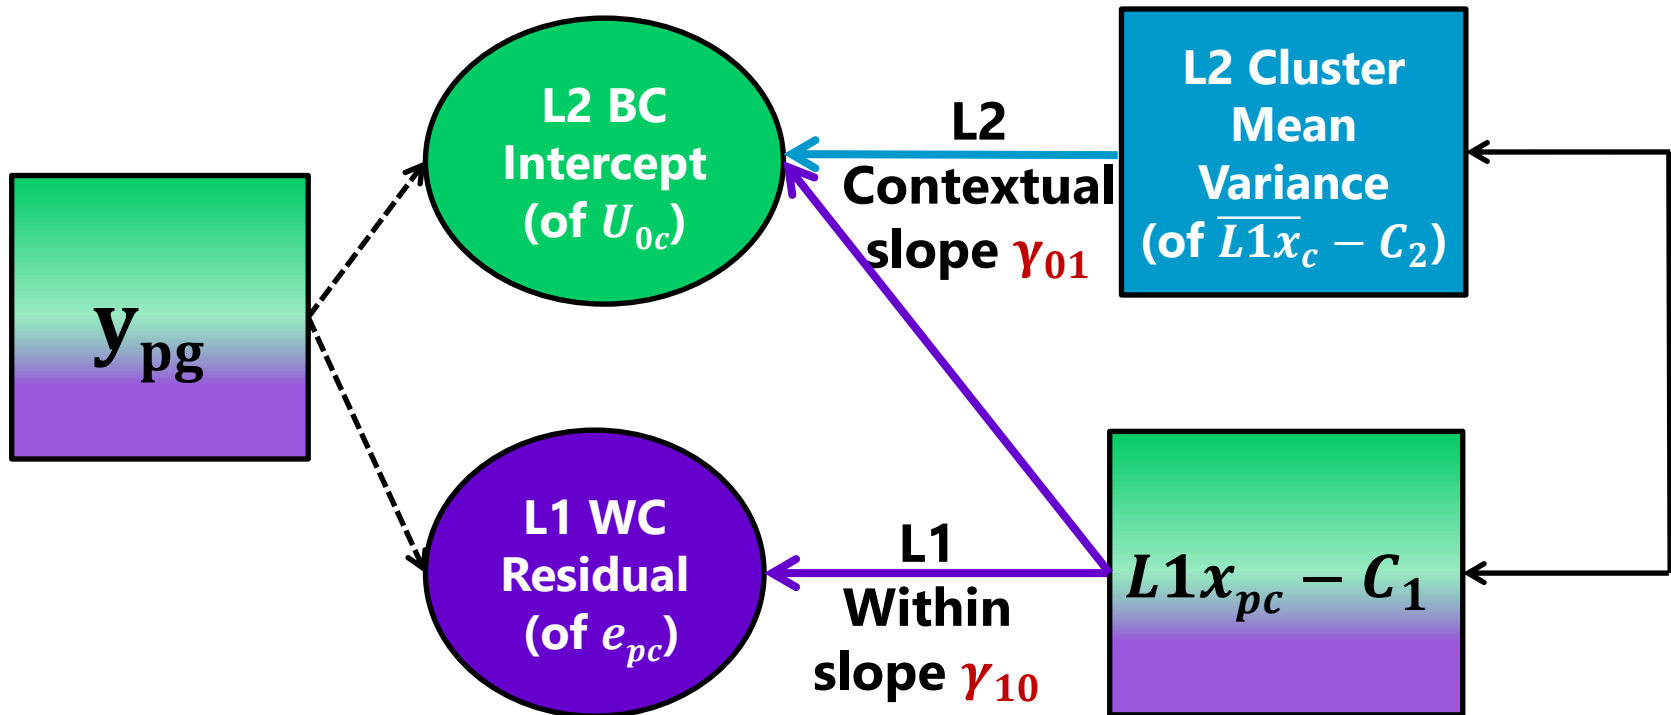 y_pg
L2 BC
Intercept
(of U_0c)
L2
Contextual
slope γ_01
L2 Cluster
Mean
Variance
(of \overline{L1x}_c − C_2)
L1 WC
Residual
(of e_pc)
L1
Within
slope γ_10
L1x_pc − C_1